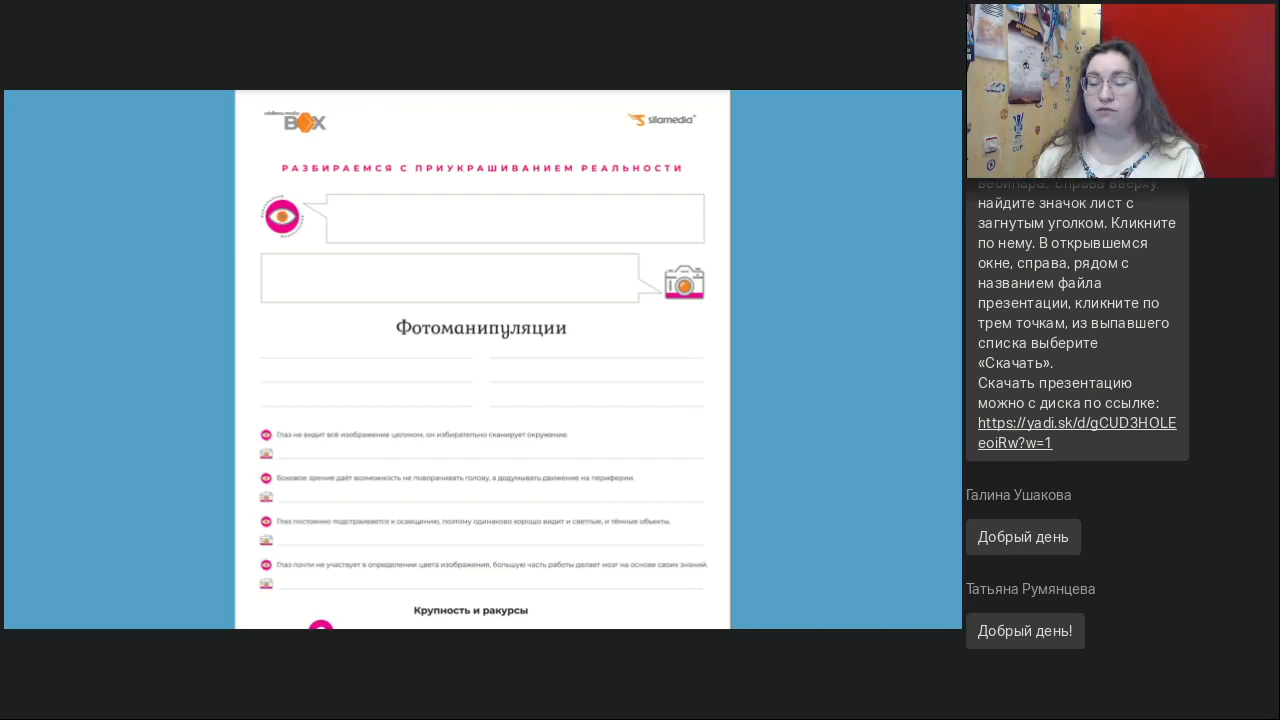 BOX
silamedia
РАЗБИРАЕМСЯ С ПРИУКРАШИВАНИЕМ РЕАЛЬНОСТИ
Фотоманипуляции
Глаз не видит всё изображение целиком, он избирательно сканирует окружение.
Боковое зрение даёт возможность не поворачивать голову, а додумывать движение на периферии.
Глаз постоянно подстраивается к освещению, поэтому одинаково хорошо видит и светлые, и тёмные объекты.
Глаз почти не участвует в определении цвета изображения, большую часть работы делает мозг на основе своих знаний.
Крупность и ракурсы
вебинара. справа вверху
найдите значок лист с
загнутым уголком. Кликните
по нему. В открывшемся
окне, справа, рядом с
названием файла
презентации, кликните по
трем точкам, из выпавшего
списка выберите
«Скачать».
Скачать презентацию
можно с диска по ссылке:
https://yadi.sk/d/gCUD3HOLE
eoiRw?w=1
Галина Ушакова
Добрый день
Татьяна Румянцева
Добрый день!